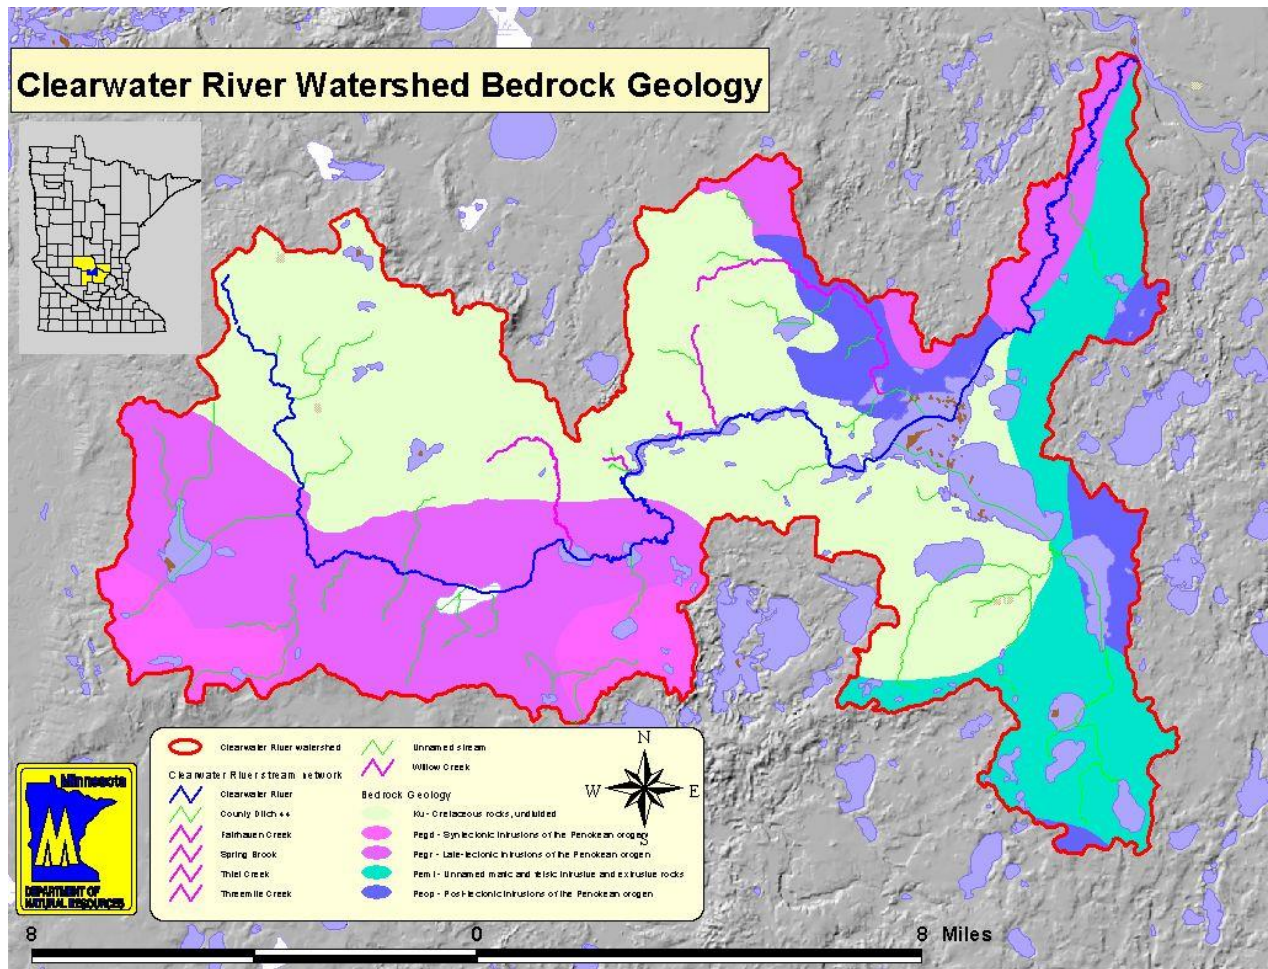 Clearwater River Watershed Bedrock Geology
Clearwater River watershed
Clearwater River stream network
Clearwater River
County Ditch 44
Fairhaven Creek
Spring Brook
Thiel Creek
Threemile Creek
Unnamed stream
Willow Creek
Bedrock Geology
Ku - Cretaceous rocks, undivided
Pegd - Syntectonic intrusions of the Penokean orogen
Pegr - Late-tectonic intrusions of the Penokean orogen
Pemi - Unnamed mafic and felsic intrusive and extrusive rocks
Peop - Post-tectonic intrusions of the Penokean orogen
N
W
E
S
Minnesota
M
DEPARTMENT OF
NATURAL RESOURCES
8 0 8 Miles